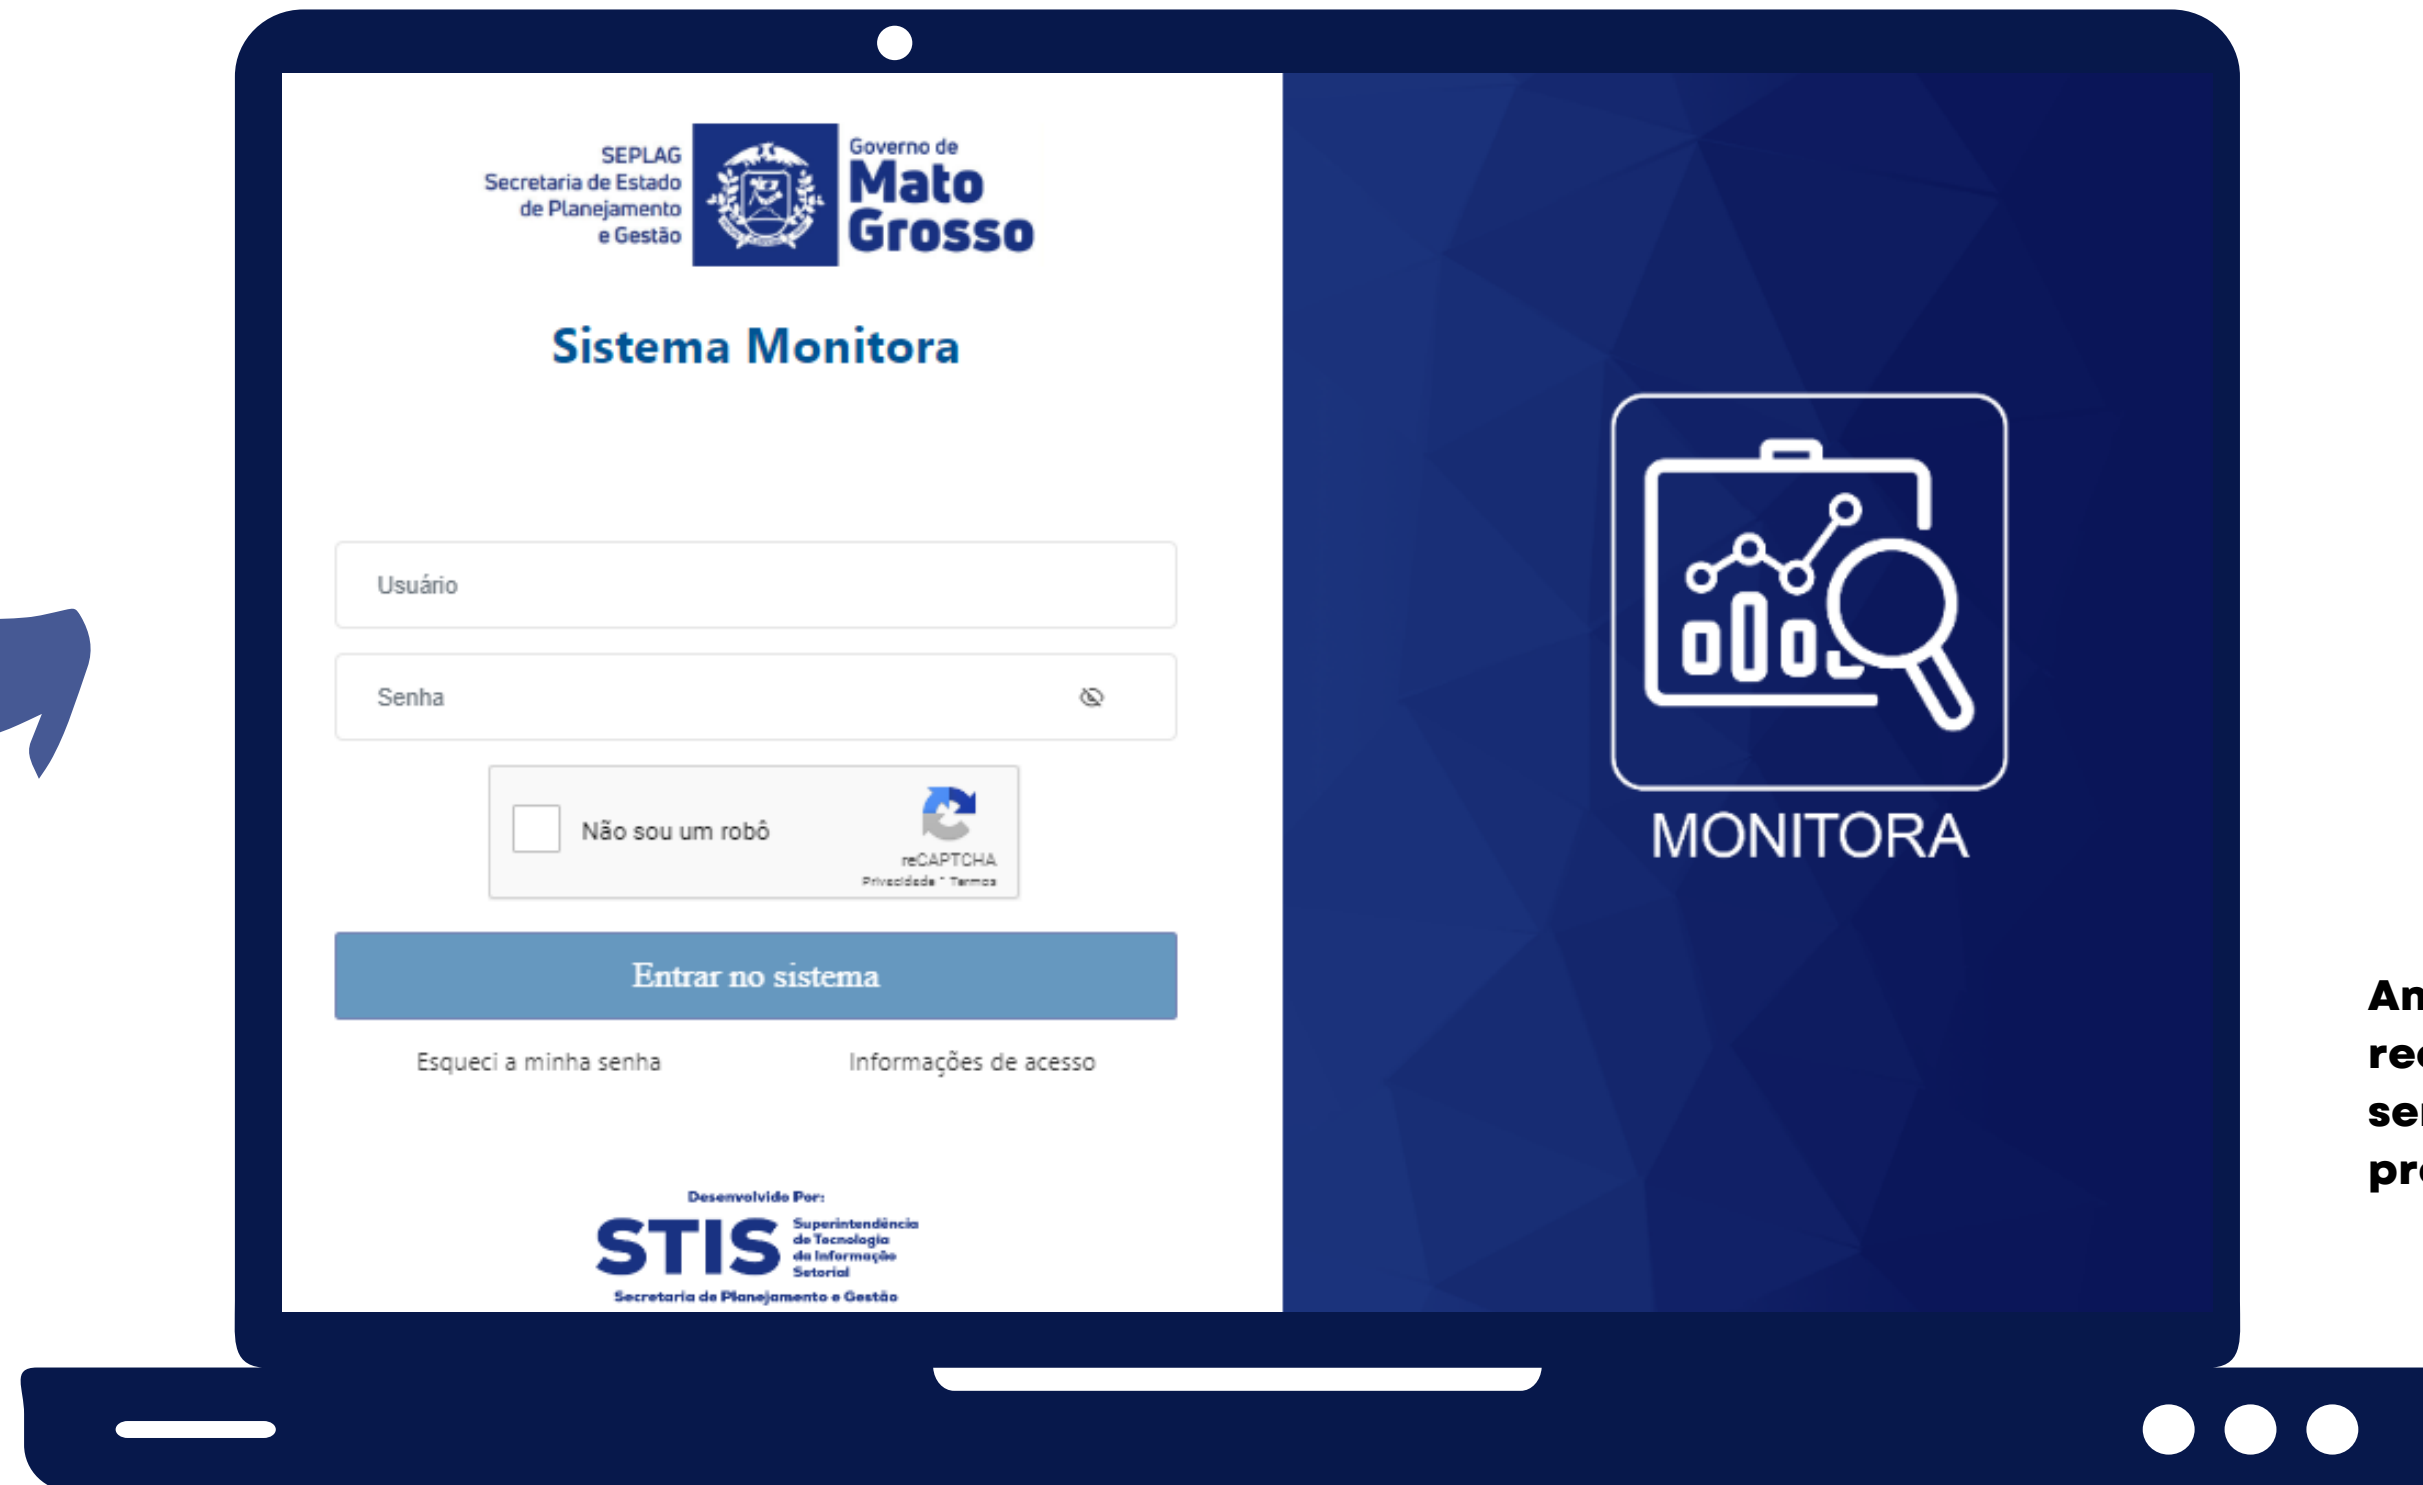 SEPLAG
Secretaria de Estado
de Planejamento
e Gestão
Governo de
Mato
Grosso
Sistema Monitora
Usuário
Senha
Não sou um robô
reCAPTCHA
Privacidade - Termos
Entrar no sistema
Esqueci a minha senha
Informações de acesso
Desenvolvido Por:
STIS
Superintendência
de Tecnologia
da Informação
Setorial
Secretaria de Planejamento e Gestão
MONITORA